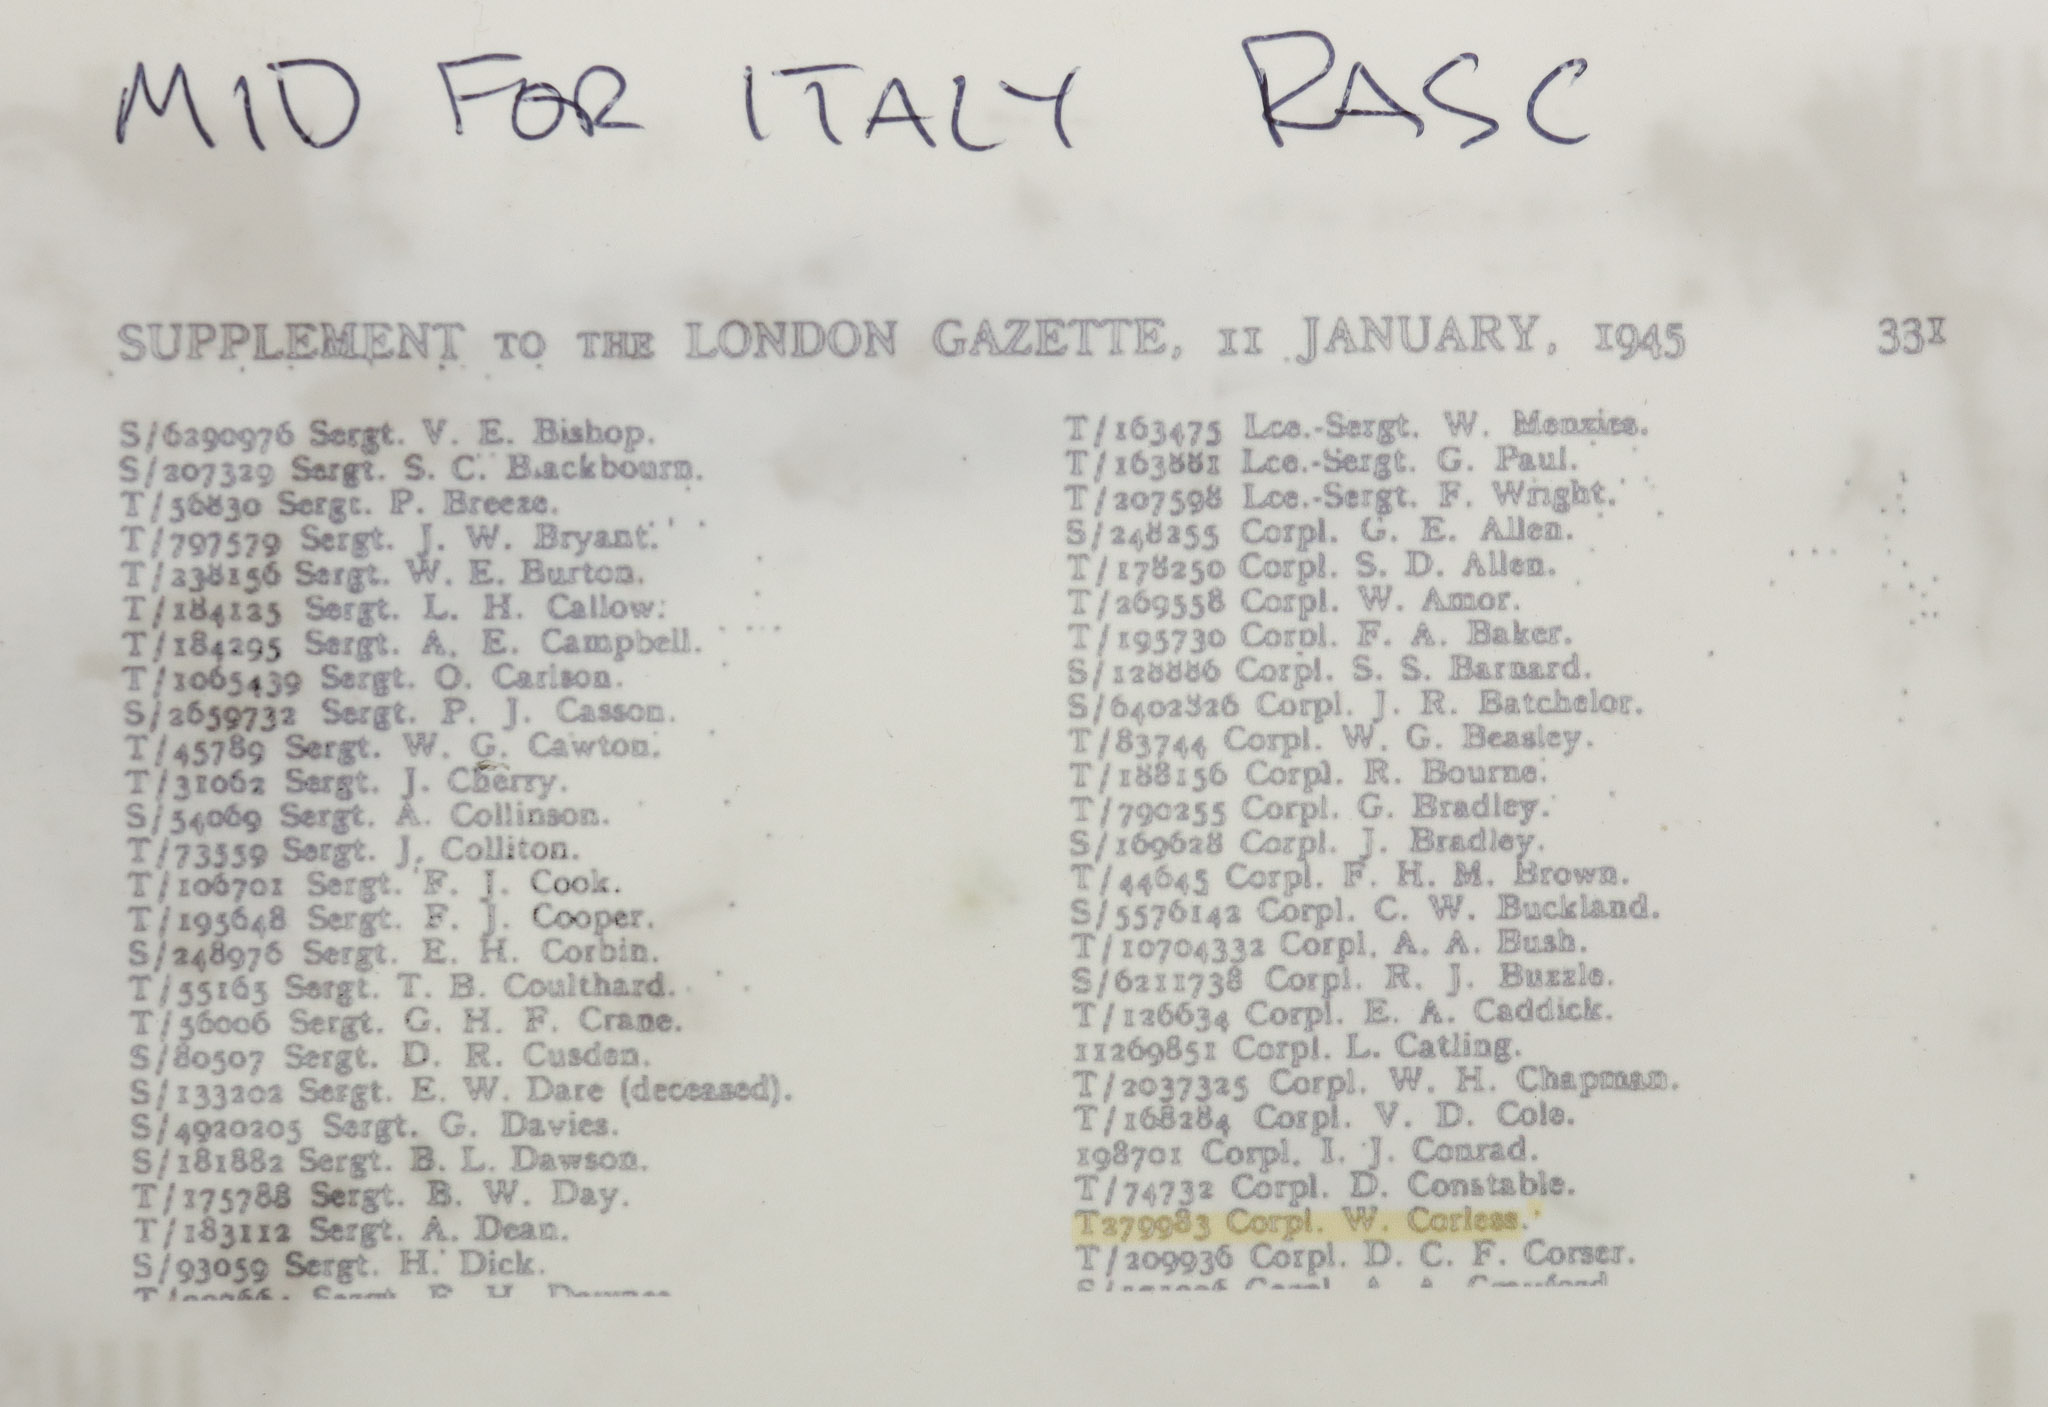 MID FOR ITALY RASC
SUPPLEMENT TO THE LONDON GAZETTE, 11 JANUARY, 1945 331
S/6290976 Sergt. V. E. Bishop.
S/207329 Sergt. S. C. Blackbourn.
T/56830 Sergt. P. Breeze.
T/797579 Sergt. J. W. Bryant.
T/238156 Sergt. W. E. Burton.
T/184125 Sergt. L. H. Callow.
T/184295 Sergt. A. E. Campbell.
T/1065439 Sergt. O. Carlson.
S/2659732 Sergt. P. J. Casson.
T/45789 Sergt. W. G. Cawton.
T/31062 Sergt. J. Cherry.
S/54069 Sergt. A. Collinson.
T/73559 Sergt. J. Colliton.
T/106701 Sergt. F. J. Cook.
T/195648 Sergt. F. J. Cooper.
S/248976 Sergt. E. H. Corbin.
T/55165 Sergt. T. B. Coulthard.
T/56006 Sergt. G. H. F. Crane.
S/80507 Sergt. D. R. Cusden.
S/133202 Sergt. E. W. Dare (deceased).
S/4920205 Sergt. G. Davies.
S/181882 Sergt. B. L. Dawson.
T/175788 Sergt. B. W. Day.
T/183112 Sergt. A. Dean.
S/93059 Sergt. H. Dick.
Sergt.
T/163475 Lce.-Sergt. W. Menzies.
T/163881 Lce.-Sergt. G. Paul.
T/207598 Lce.-Sergt. F. Wright.
S/248255 Corpl. G. E. Allen.
T/178250 Corpl. S. D. Allen.
T/269558 Corpl. W. Amor.
T/195730 Corpl. F. A. Baker.
S/128886 Corpl. S. S. Barnard.
S/6402826 Corpl. J. R. Batchelor.
T/83744 Corpl. W. G. Beasley.
T/188156 Corpl. R. Bourne.
T/790255 Corpl. G. Bradley.
S/169628 Corpl. J. Bradley.
T/44645 Corpl. F. H. M. Brown.
S/5576142 Corpl. C. W. Buckland.
T/10704332 Corpl. A. A. Bush.
S/6211738 Corpl. R. J. Buzzle.
T/126634 Corpl. E. A. Caddick.
11269851 Corpl. L. Catling.
T/2037325 Corpl. W. H. Chapman.
T/168284 Corpl. V. D. Cole.
198701 Corpl. I. J. Conrad.
T/74732 Corpl. D. Constable.
T279983 Corpl. W. Corless.
T/209936 Corpl. D. C. F. Corser.
Corpl. A. A. Crawford